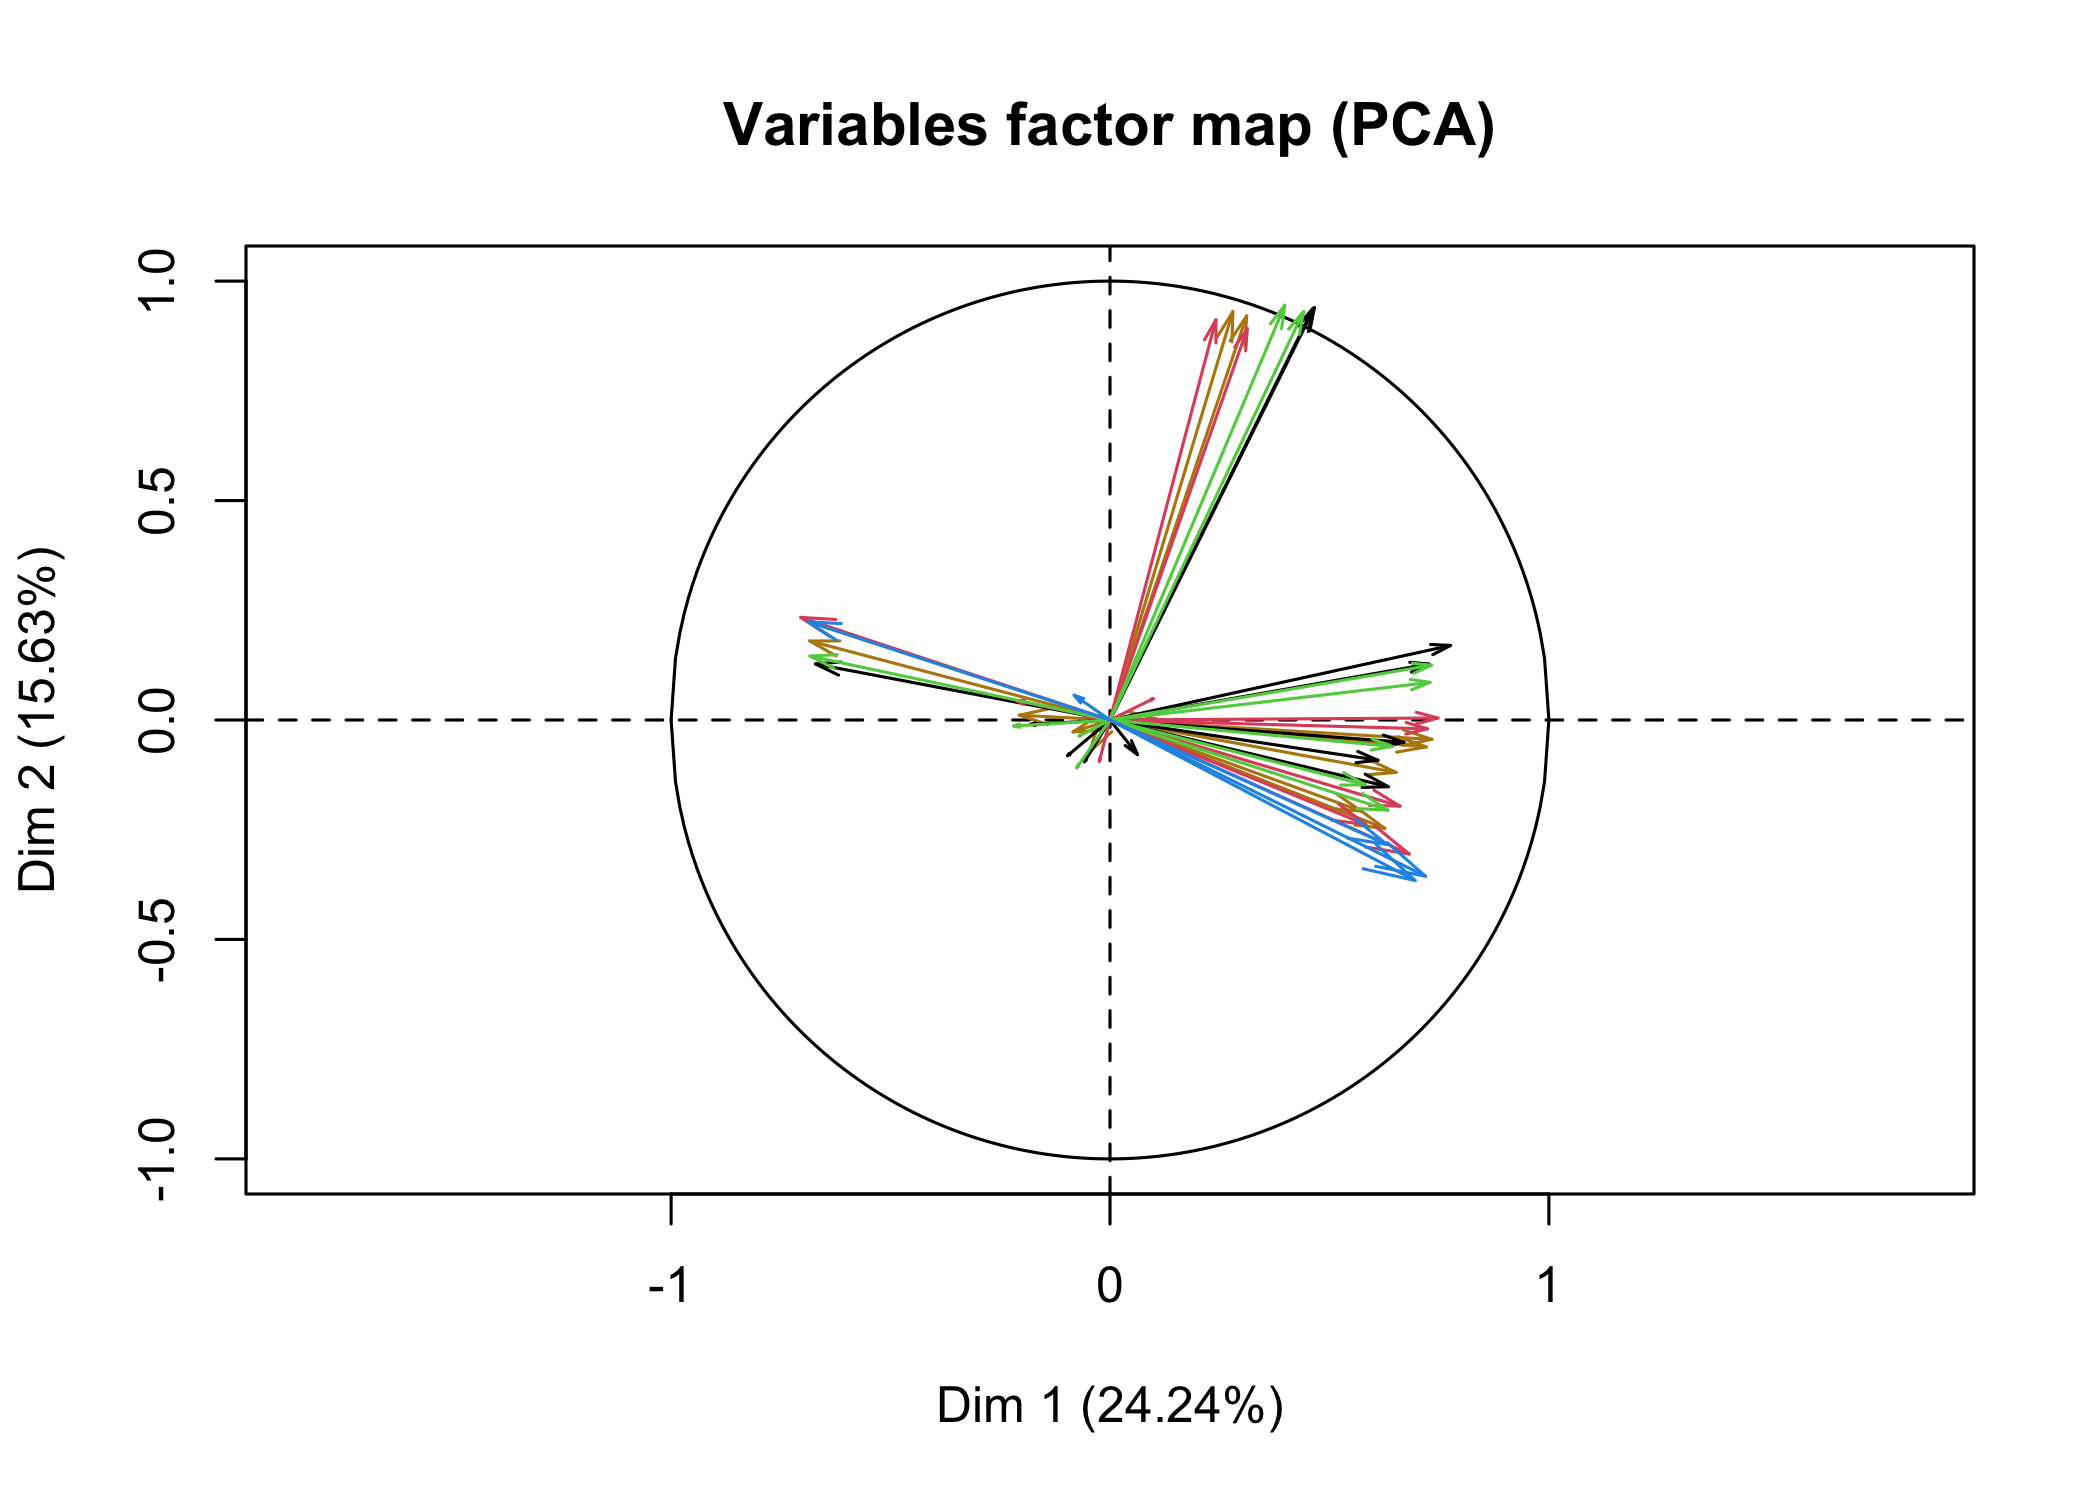 Variables factor map (PCA)
1.0
0.5
0.0
-0.5
-1.0
Dim 2 (15.63%)
-1
0
1
Dim 1 (24.24%)